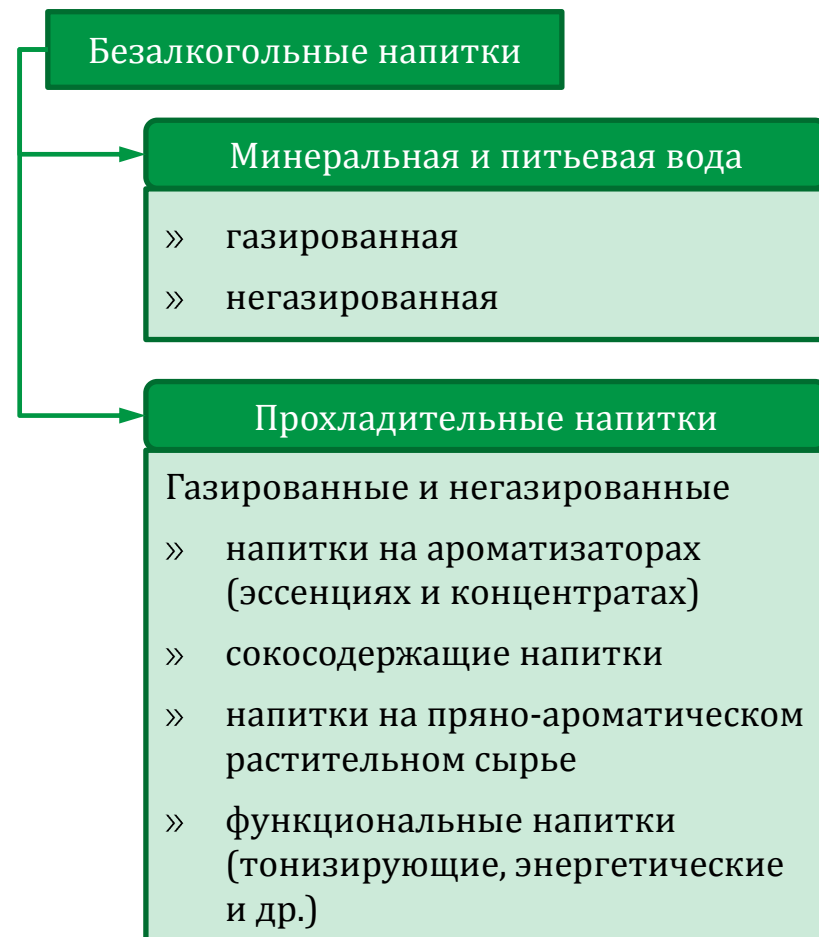 Безалкогольные напитки
Минеральная и питьевая вода
» газированная
» негазированная
Прохладительные напитки
Газированные и негазированные
» напитки на ароматизаторах
(эссенциях и концентратах)
» сокосодержащие напитки
» напитки на пряно-ароматическом
растительном сырье
» функциональные напитки
(тонизирующие, энергетические
и др.)